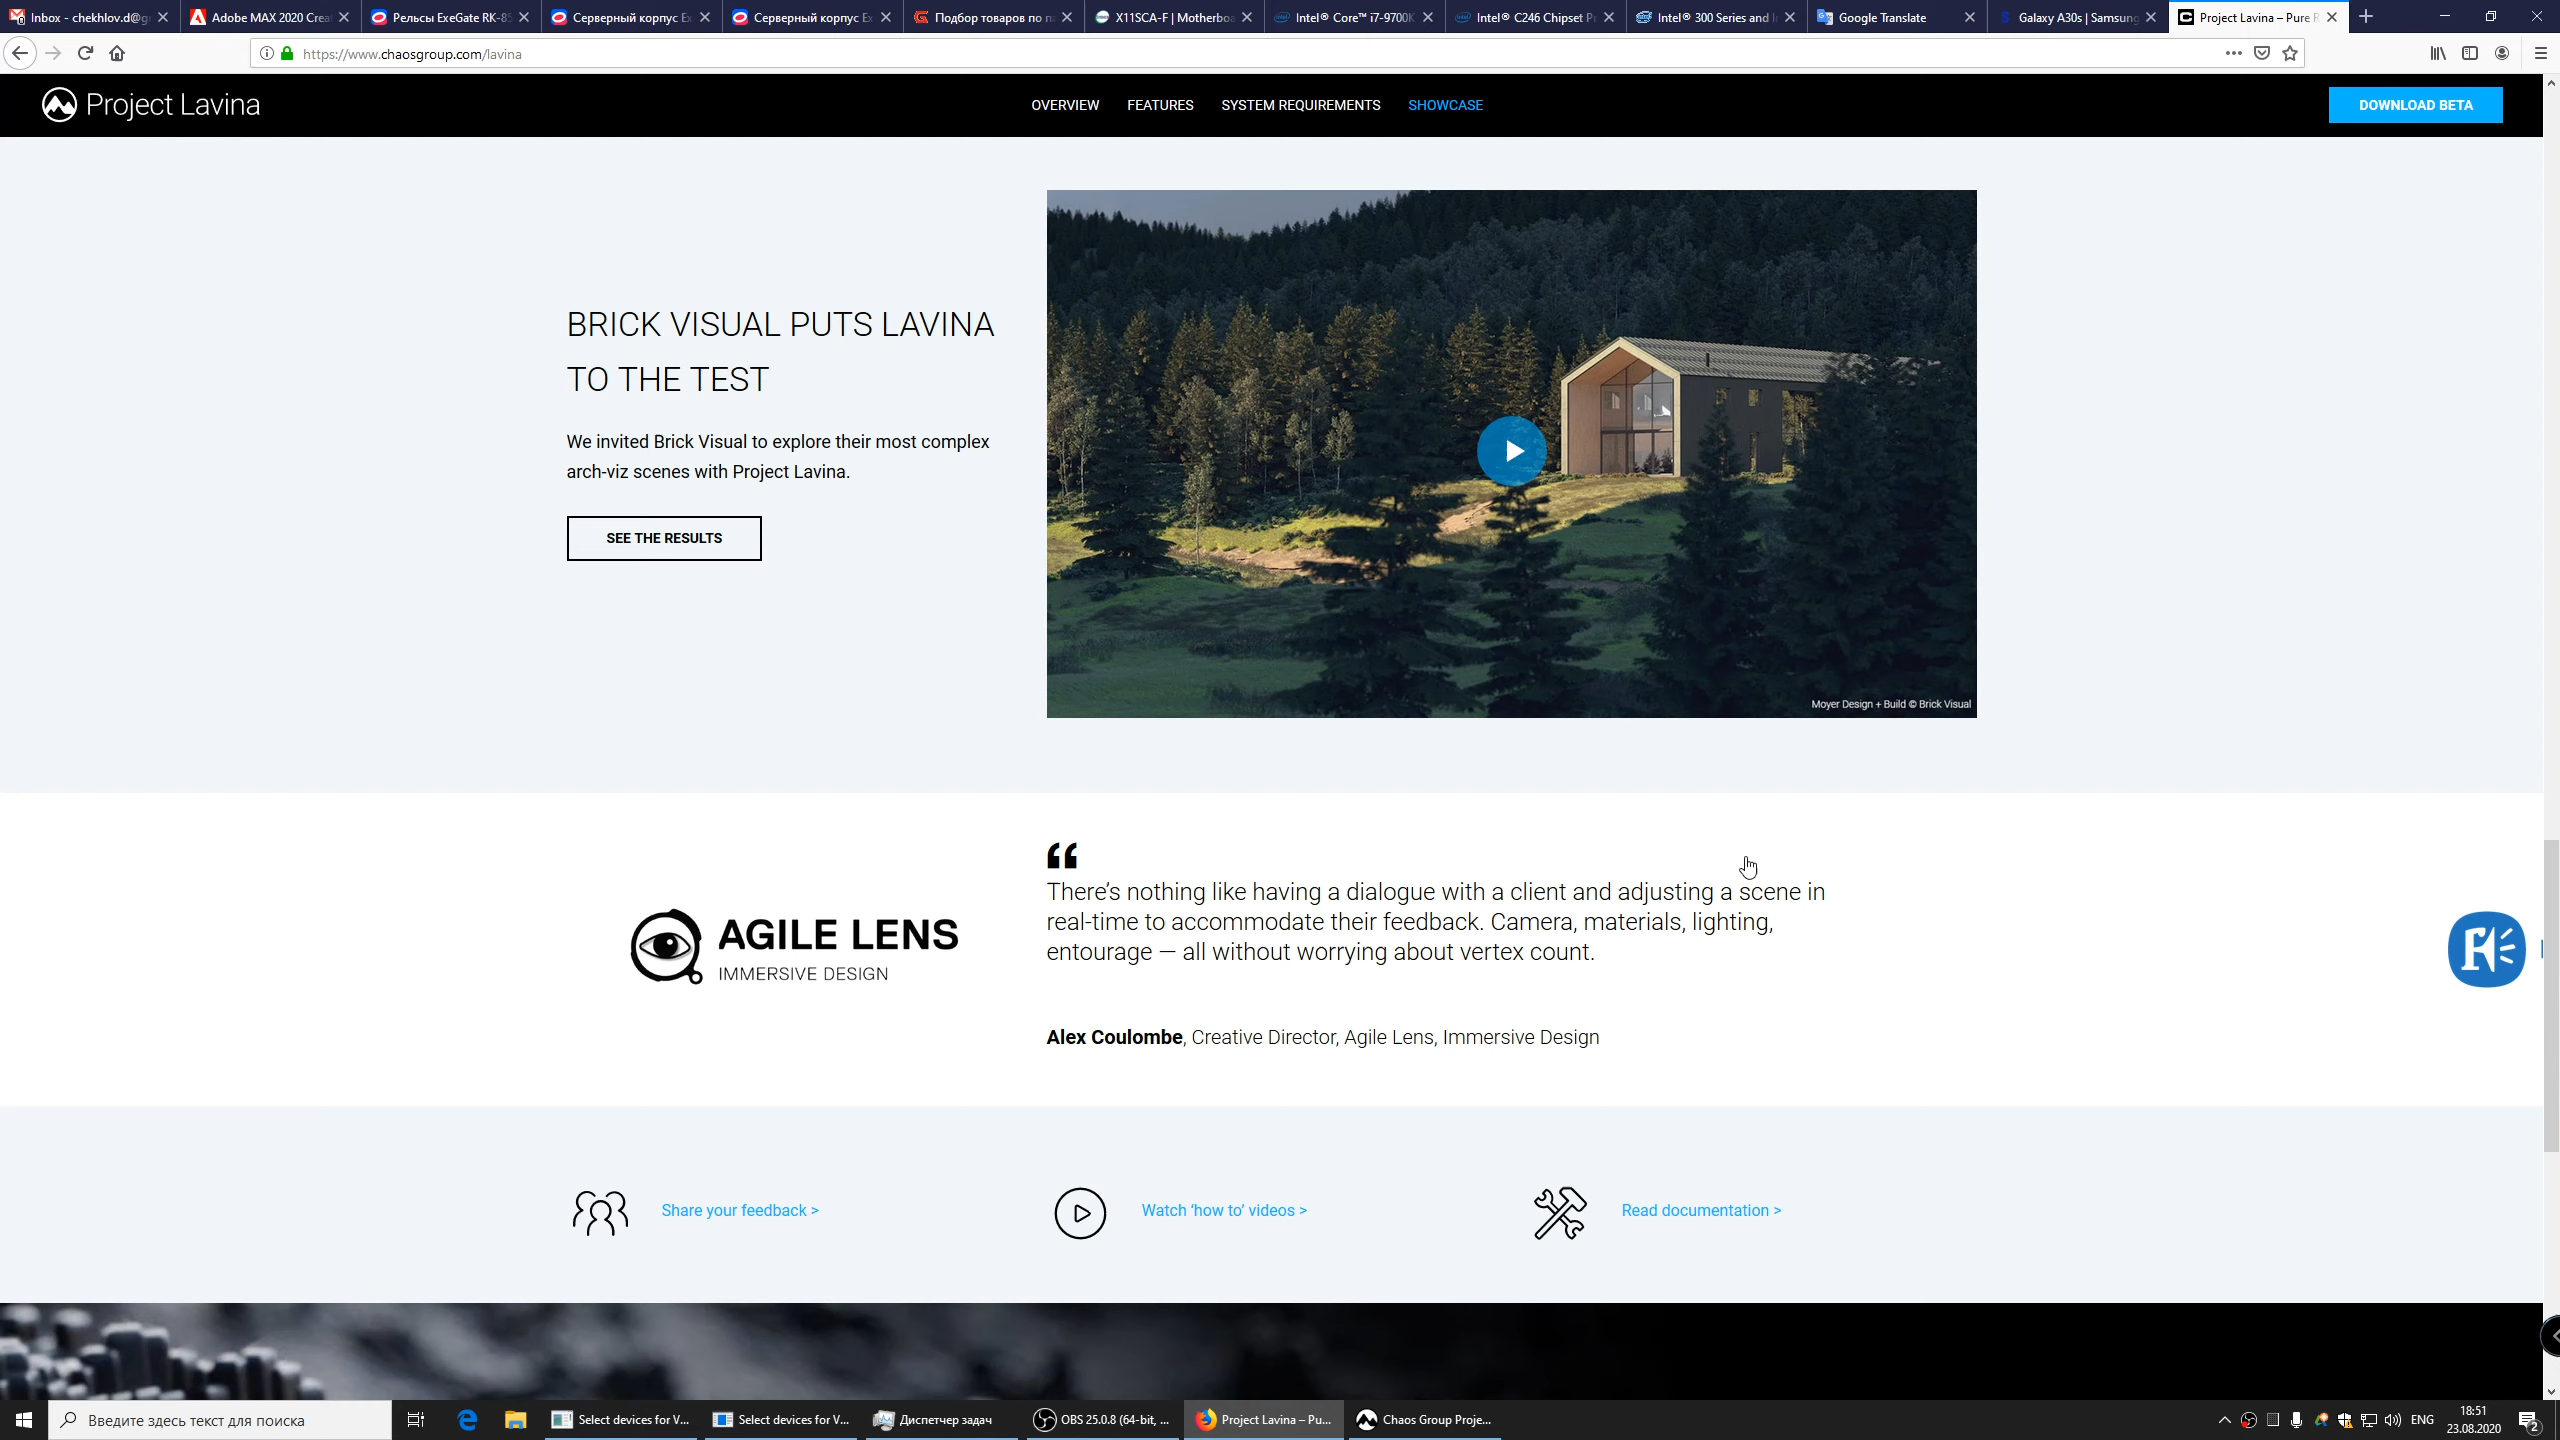 Inbox - chekhlov.d@g
Adobe MAX 2020 Crea
Рельсы ExeGate RK-85
Серверный корпус Ex
Серверный корпус Ex
Подбор товаров по п
X11SCA-F | Motherboa
Intel® Core™ i7-9700K
Intel® C246 Chipset P
Intel® 300 Series and I
Google Translate
Galaxy A30s | Samsung
Project Lavina – Pure R
https://www.chaosgroup.com/lavina
Project Lavina
OVERVIEW
FEATURES
SYSTEM REQUIREMENTS
SHOWCASE
DOWNLOAD BETA
BRICK VISUAL PUTS LAVINA
TO THE TEST
We invited Brick Visual to explore their most complex
arch-viz scenes with Project Lavina.
SEE THE RESULTS
Moyer Design + Build © Brick Visual
“
There’s nothing like having a dialogue with a client and adjusting a scene in
real-time to accommodate their feedback. Camera, materials, lighting,
entourage — all without worrying about vertex count.
AGILE LENS
IMMERSIVE DESIGN
Alex Coulombe, Creative Director, Agile Lens, Immersive Design
Share your feedback >
Watch ‘how to’ videos >
Read documentation >
Введите здесь текст для поиска
Select devices for V...
Select devices for V...
Диспетчер задач
OBS 25.0.8 (64-bit, ...
Project Lavina – Pu...
Chaos Group Proje...
ENG
18:51
23.08.2020
2